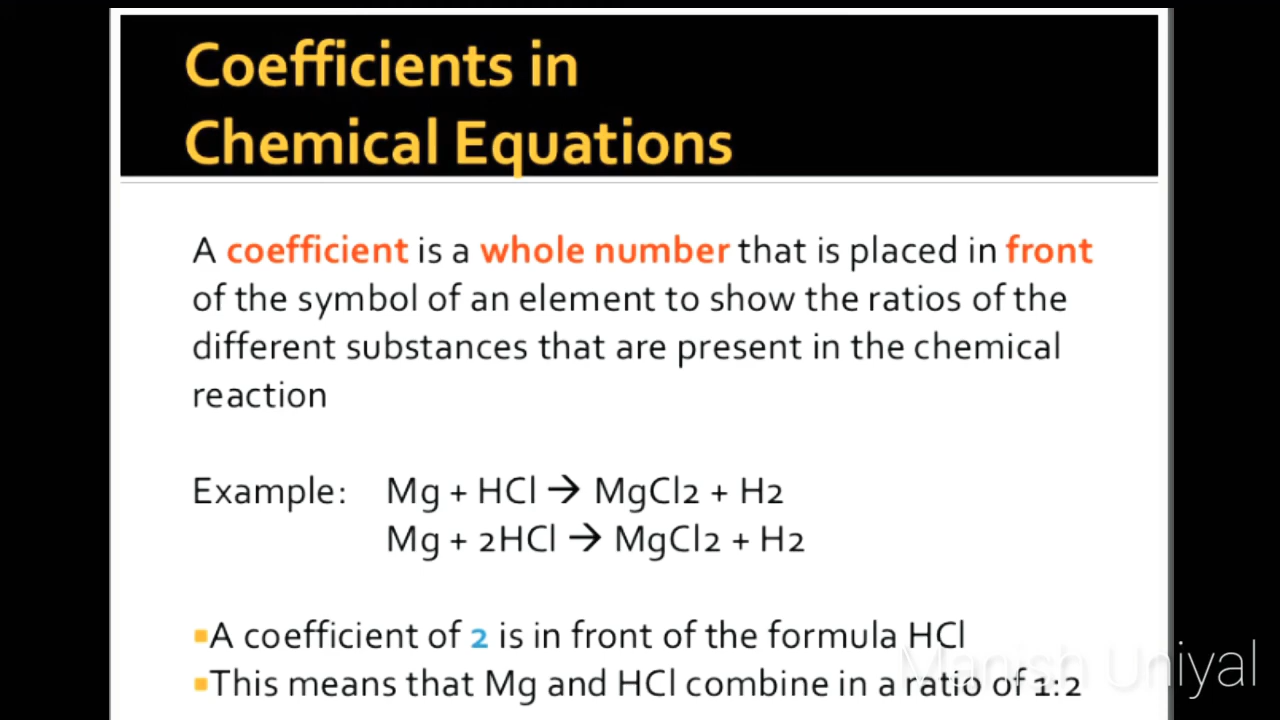 Coefficients in
Chemical Equations
A coefficient is a whole number that is placed in front
of the symbol of an element to show the ratios of the
different substances that are present in the chemical
reaction
Example: Mg + HCl → MgCl2 + H2
Mg + 2HCl → MgCl2 + H2
▪A coefficient of 2 is in front of the formula HCl
▪This means that Mg and HCl combine in a ratio of 1:2
Manish Uniyal